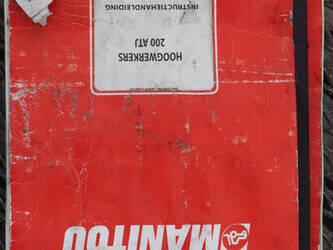 MANITOU
HOOGWERKERS
200 ATJ
INSTRUCTIEHANDLEIDING